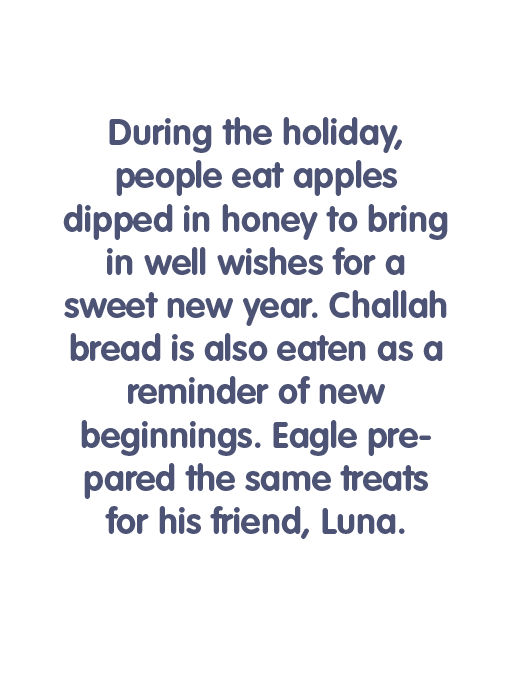 During the holiday,
people eat apples
dipped in honey to bring
in well wishes for a
sweet new year. Challah
bread is also eaten as a
reminder of new
beginnings. Eagle pre-
pared the same treats
for his friend, Luna.